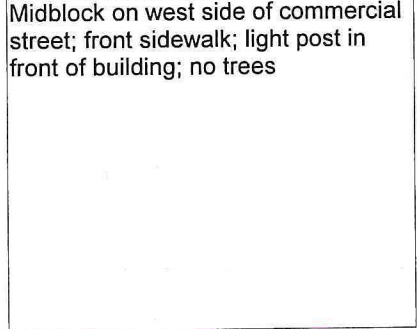 Midblock on west side of commercial
street; front sidewalk; light post in
front of building; no trees